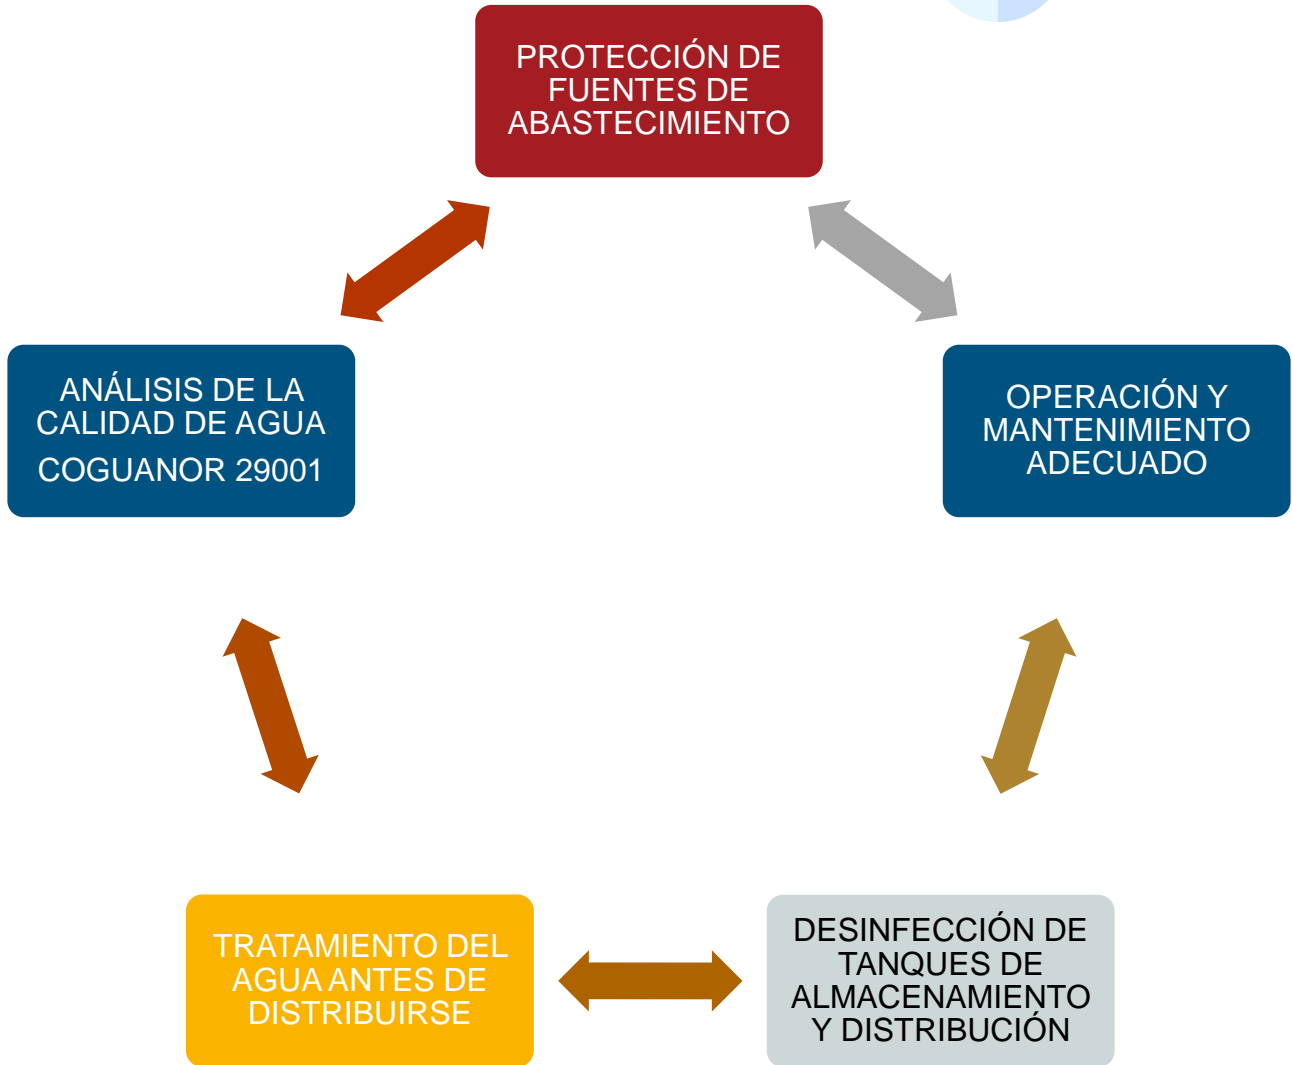 PROTECCIÓN DE
FUENTES DE
ABASTECIMIENTO
ANÁLISIS DE LA
CALIDAD DE AGUA
COGUANOR 29001
OPERACIÓN Y
MANTENIMIENTO
ADECUADO
TRATAMIENTO DEL
AGUA ANTES DE
DISTRIBUIRSE
DESINFECCIÓN DE
TANQUES DE
ALMACENAMIENTO
Y DISTRIBUCIÓN